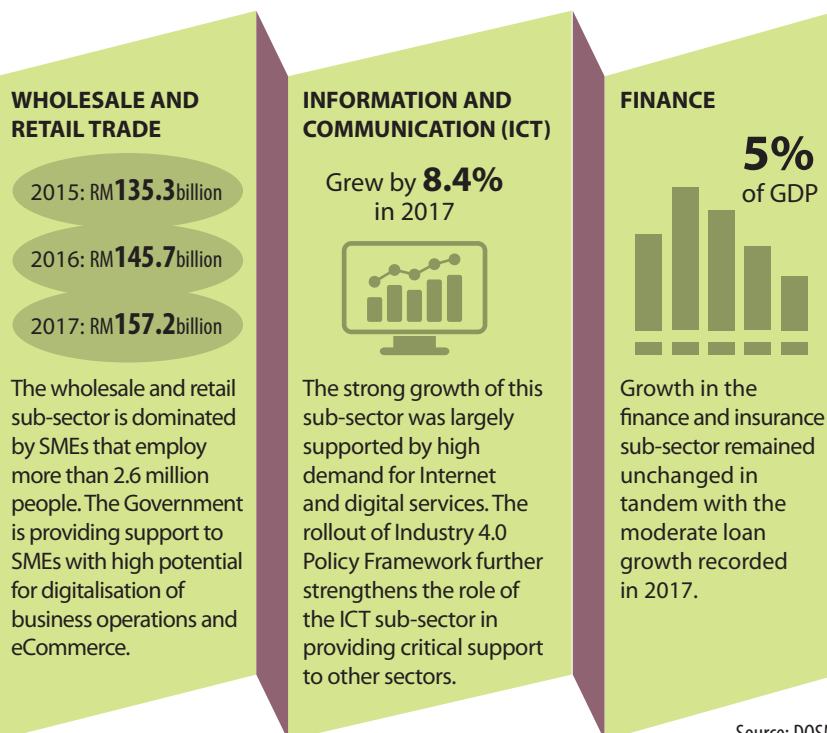 WHOLESALE AND
RETAIL TRADE
2015: RM135.3billion
2016: RM145.7billion
2017: RM157.2billion
The wholesale and retail
sub-sector is dominated
by SMEs that employ
more than 2.6 million
people. The Government
is providing support to
SMEs with high potential
for digitalisation of
business operations and
eCommerce.
INFORMATION AND
COMMUNICATION (ICT)
Grew by 8.4%
in 2017
The strong growth of this
sub-sector was largely
supported by high
demand for Internet
and digital services. The
rollout of Industry 4.0
Policy Framework further
strengthens the role of
the ICT sub-sector in
providing critical support
to other sectors.
FINANCE
5%
of GDP
Growth in the
finance and insurance
sub-sector remained
unchanged in
tandem with the
moderate loan
growth recorded
in 2017.
Source: